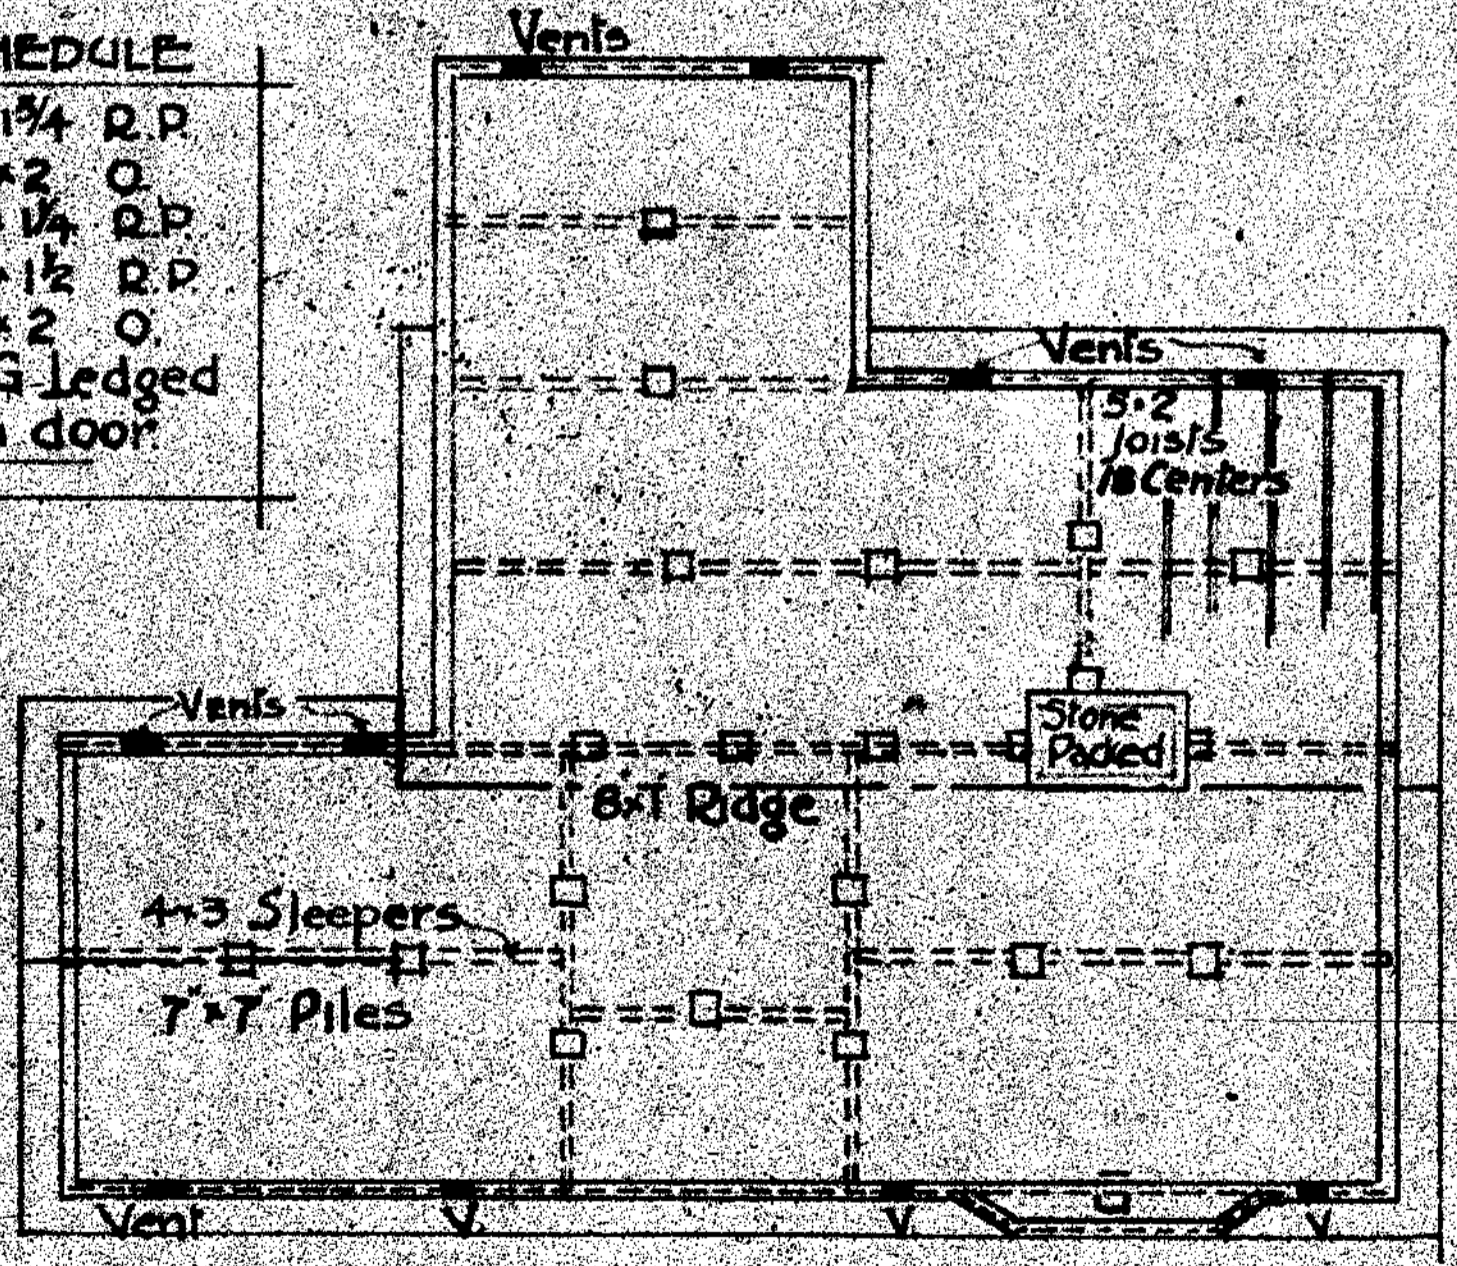 HEDULE
1¾ R.P.
×2 O.
1¼ R.P
1½ R.P
× 2 O.
G Ledged
door.
Vents
Vents
5×2
Joists
18 Centers
Vents
Stone
Packed
8×1 Ridge
4×3 Sleepers
7"×7" Piles
Vent
V.
V.
V